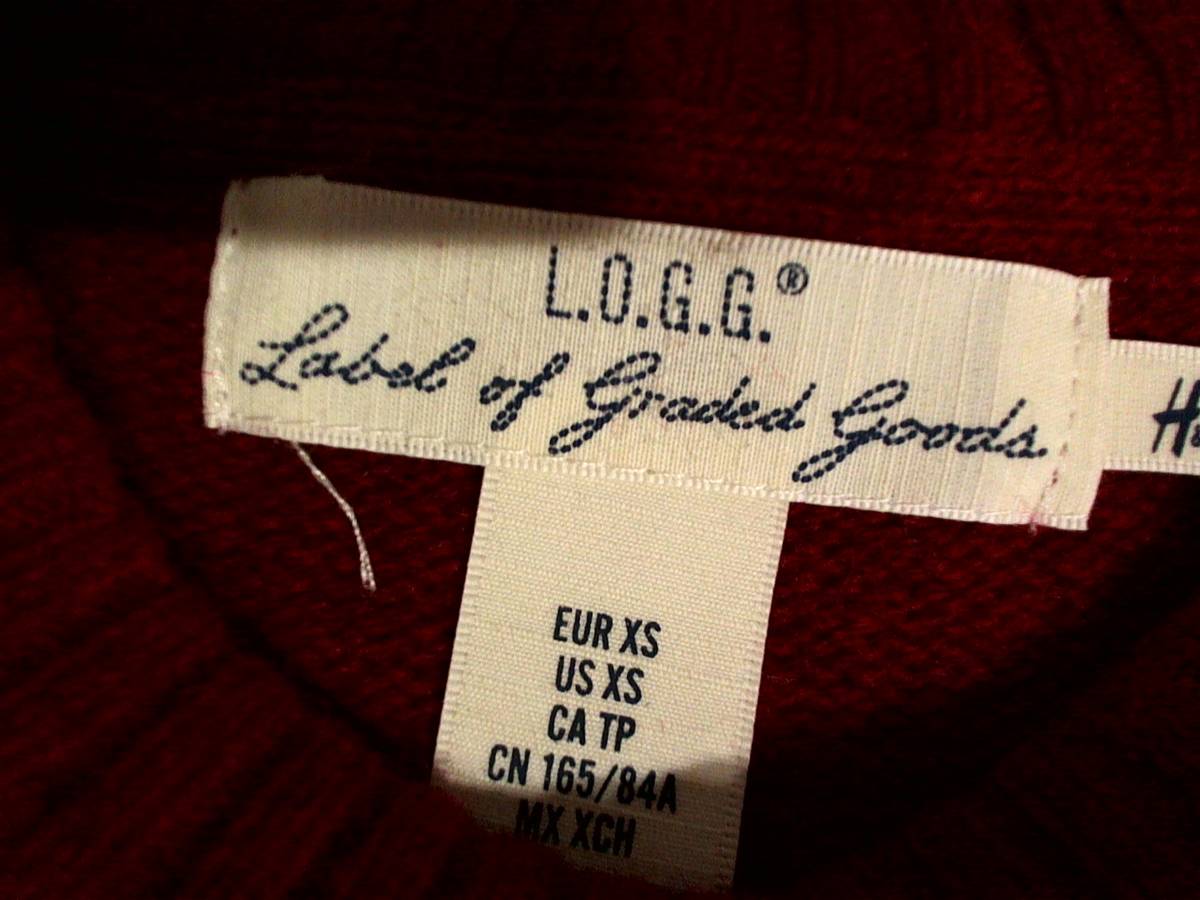 L.O.G.G.®
Label of Graded Goods
EUR XS
US XS
CA TP
CN 165/84A
MX XCH